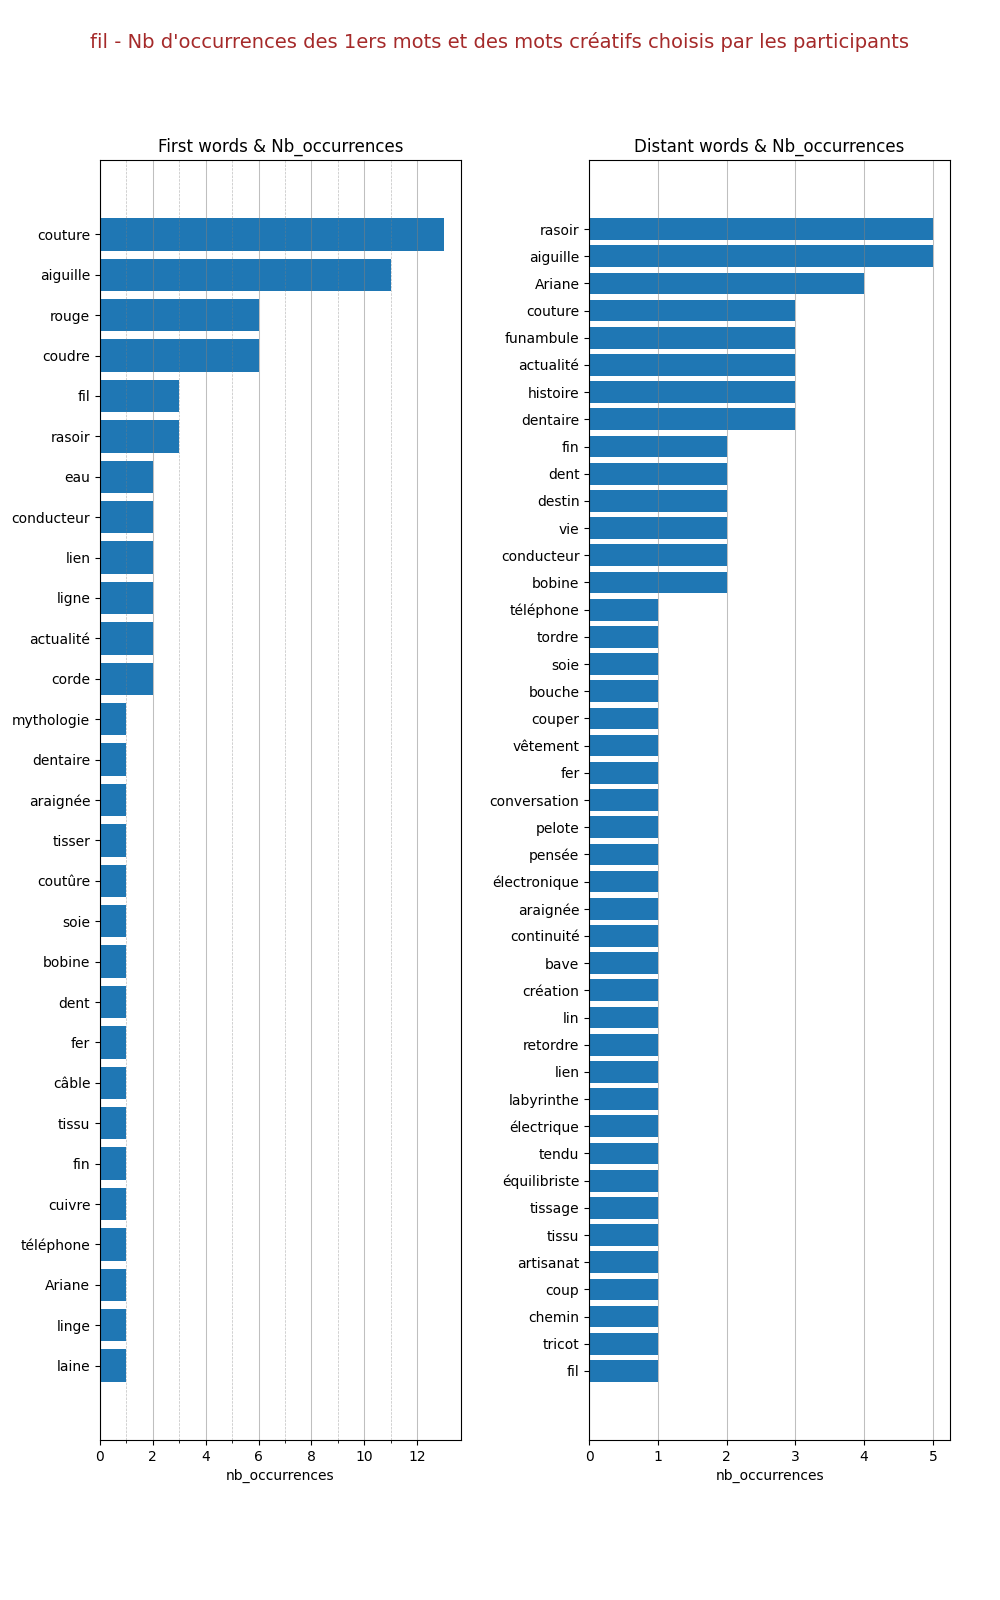 fil - Nb d'occurrences des 1ers mots et des mots créatifs choisis par les participants
First words & Nb_occurrences
couture
aiguille
rouge
coudre
fil
rasoir
eau
conducteur
lien
ligne
actualité
corde
mythologie
dentaire
araignée
tisser
coutûre
soie
bobine
dent
fer
câble
tissu
fin
cuivre
téléphone
Ariane
linge
laine
0 2 4 6 8 10 12
nb_occurrences
Distant words & Nb_occurrences
rasoir
aiguille
Ariane
couture
funambule
actualité
histoire
dentaire
fin
dent
destin
vie
conducteur
bobine
téléphone
tordre
soie
bouche
couper
vêtement
fer
conversation
pelote
pensée
électronique
araignée
continuité
bave
création
lin
retordre
lien
labyrinthe
électrique
tendu
équilibriste
tissage
tissu
artisanat
coup
chemin
tricot
fil
0 1 2 3 4 5
nb_occurrences